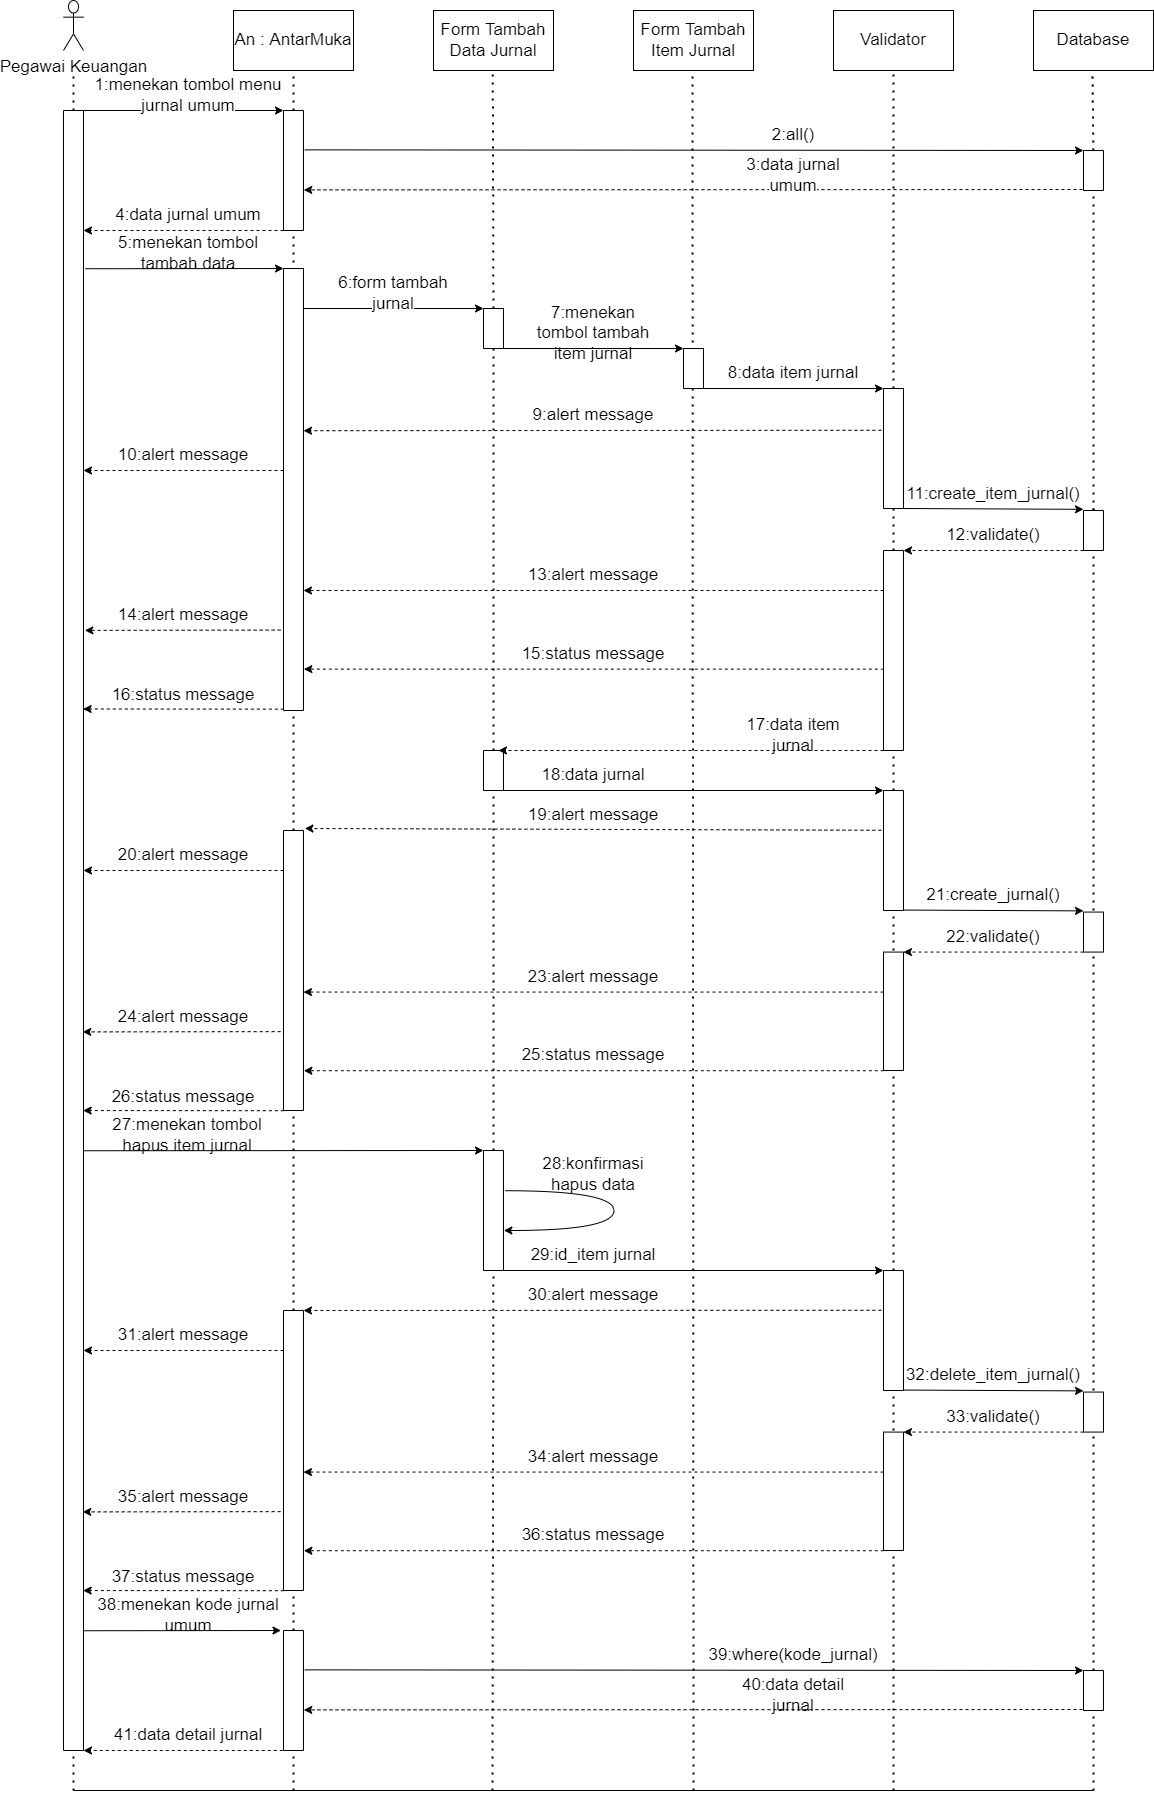 Pegawai Keuangan
An : AntarMuka
Form Tambah
Data Jurnal
Form Tambah
Item Jurnal
Validator
Database
1:menekan tombol menu
jurnal umum
2:all()
3:data jurnal
umum
4:data jurnal umum
5:menekan tombol
tambah data
6:form tambah
jurnal
7:menekan
tombol tambah
item jurnal
8:data item jurnal
9:alert message
10:alert message
11:create_item_jurnal()
12:validate()
13:alert message
14:alert message
15:status message
16:status message
17:data item
jurnal
18:data jurnal
19:alert message
20:alert message
21:create_jurnal()
22:validate()
23:alert message
24:alert message
25:status message
26:status message
27:menekan tombol
hapus item jurnal
28:konfirmasi
hapus data
29:id_item jurnal
30:alert message
31:alert message
32:delete_item_jurnal()
33:validate()
34:alert message
35:alert message
36:status message
37:status message
38:menekan kode jurnal
umum
39:where(kode_jurnal)
40:data detail
jurnal
41:data detail jurnal